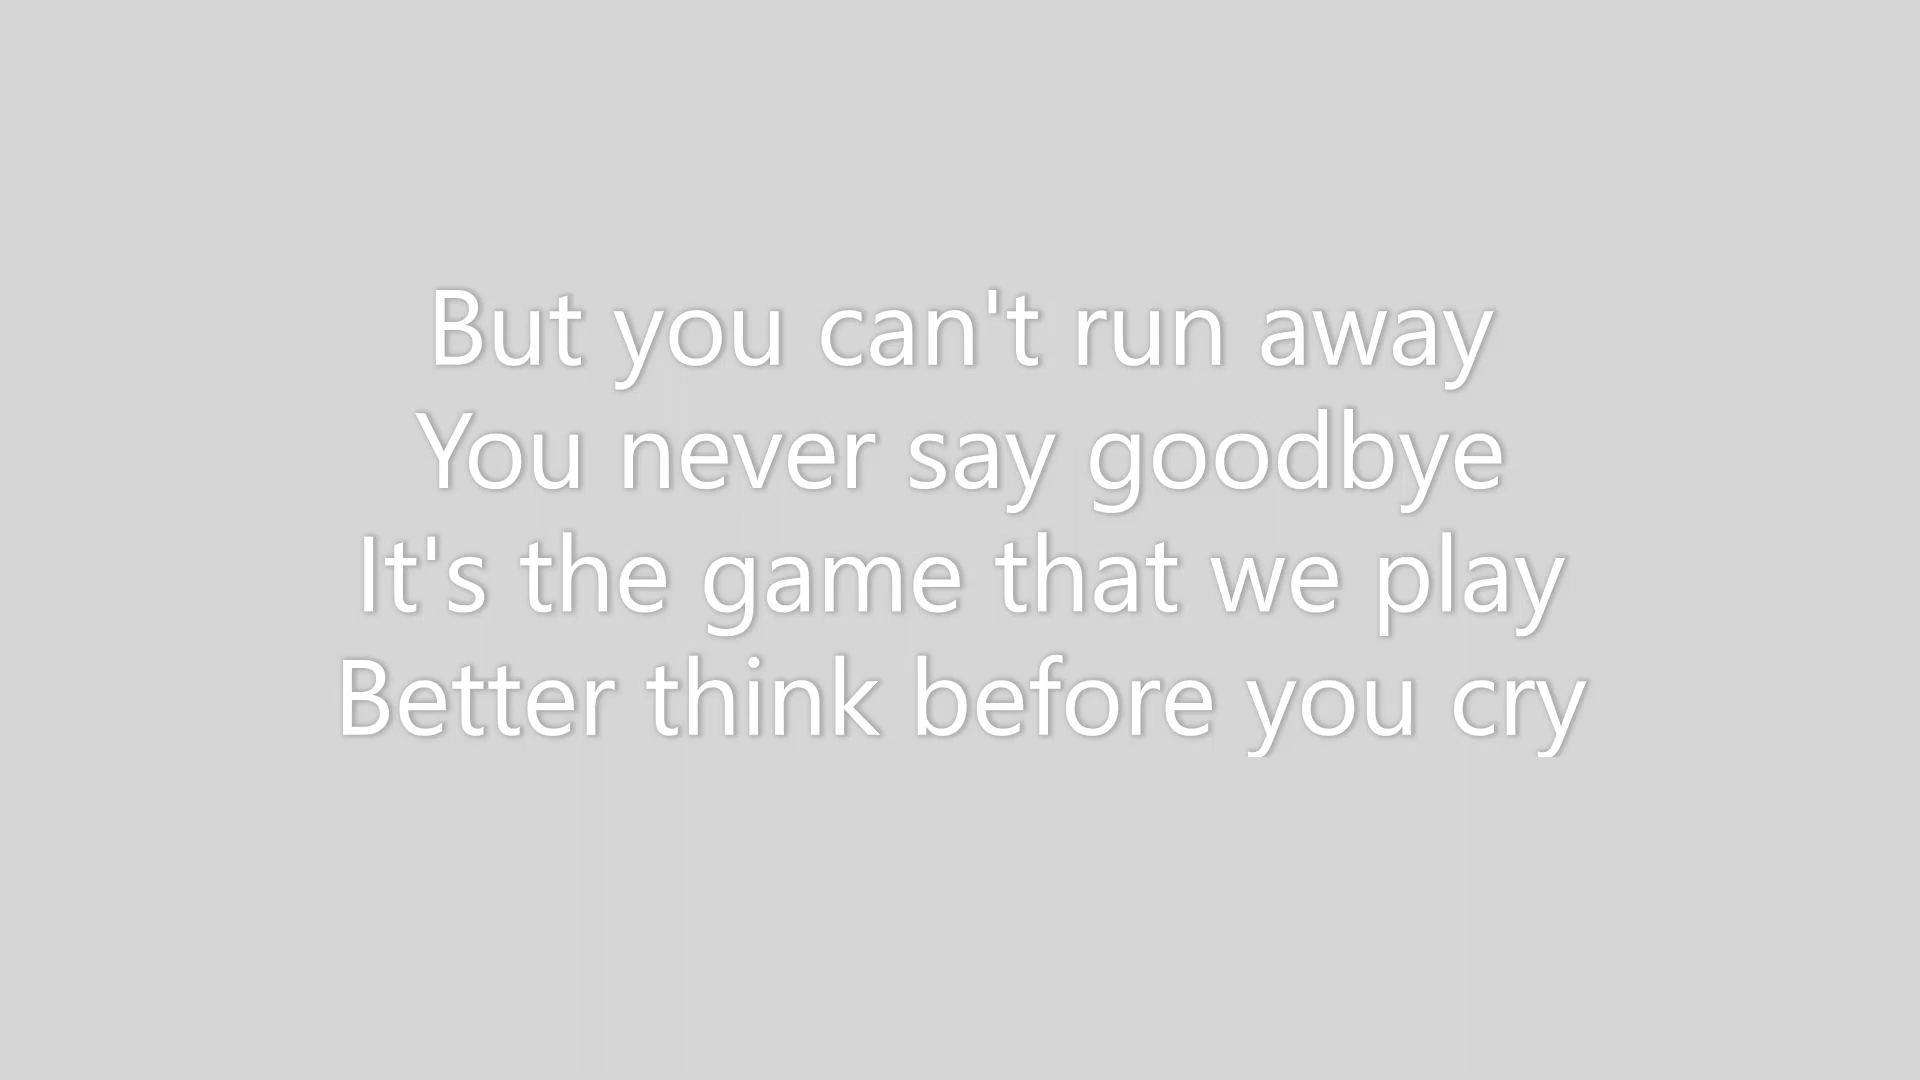 But you can't run away
You never say goodbye
It's the game that we play
Better think before you cry